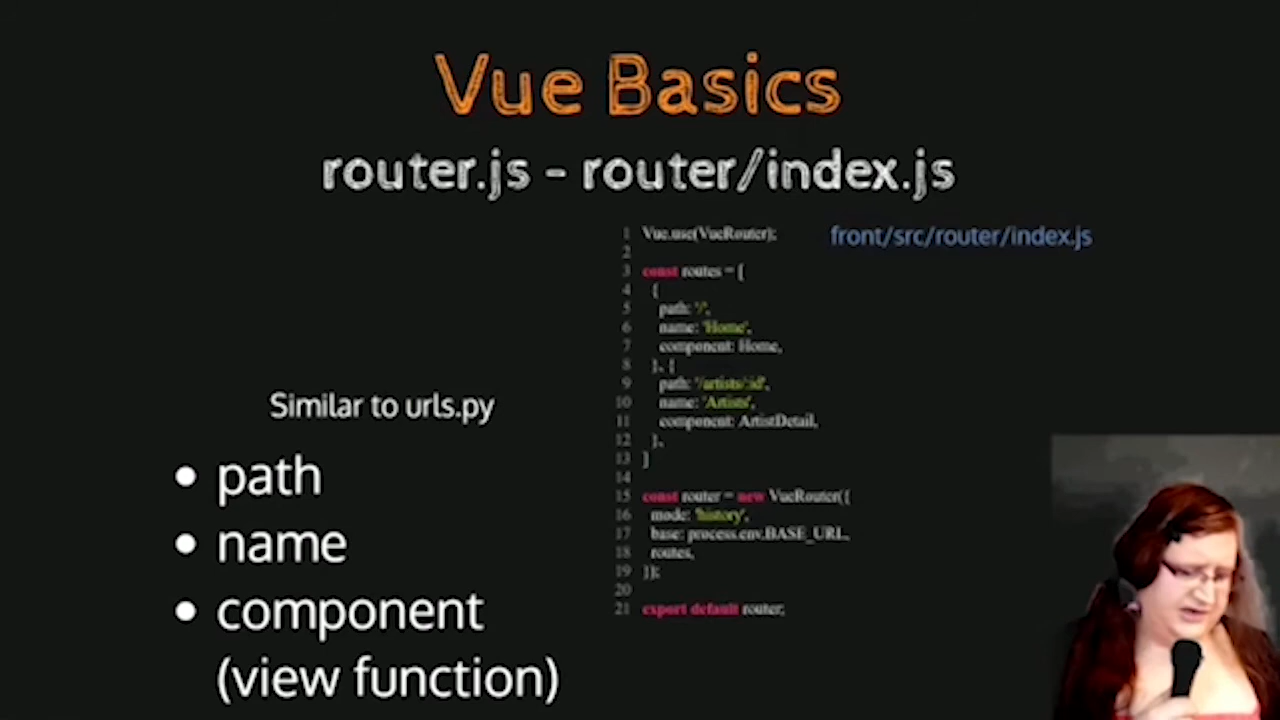 Vue Basics
router.js - router/index.js
front/src/router/index.js
1 Vue.use(VueRouter);
2
3 const routes = [
4 {
5 path: '/',
6 name: 'Home',
7 component: Home,
8 }, {
9 path: '/artists/:id',
10 name: 'Artists',
11 component: ArtistDetail,
12 },
13 ]
14
15 const router = new VueRouter({
16 mode: 'history',
17 base: process.env.BASE_URL,
18 routes,
19 });
20
21 export default router;
Similar to urls.py
• path
• name
• component
(view function)